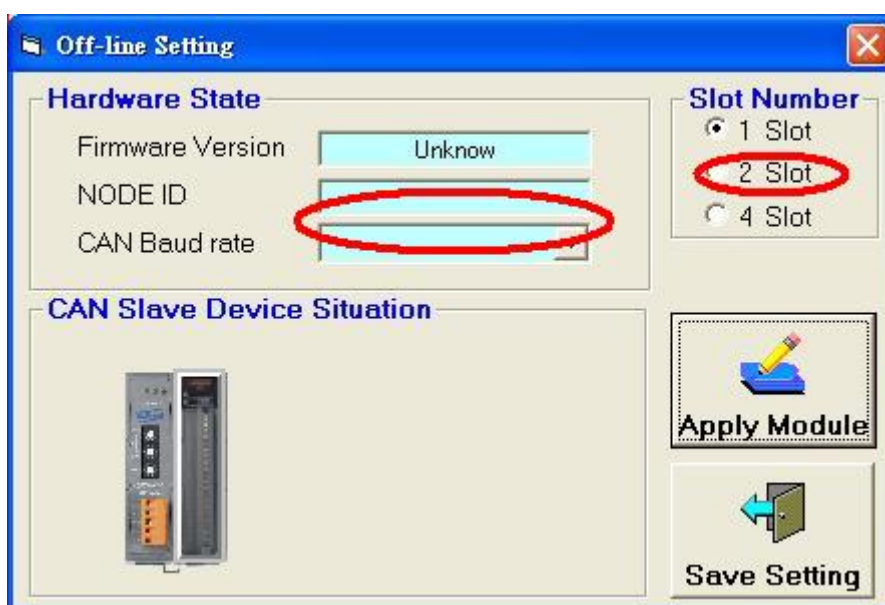 Off-line Setting
Hardware State
Firmware Version
Unknow
NODE ID
CAN Baud rate
Slot Number
1 Slot
2 Slot
4 Slot
CAN Slave Device Situation
Apply Module
Save Setting